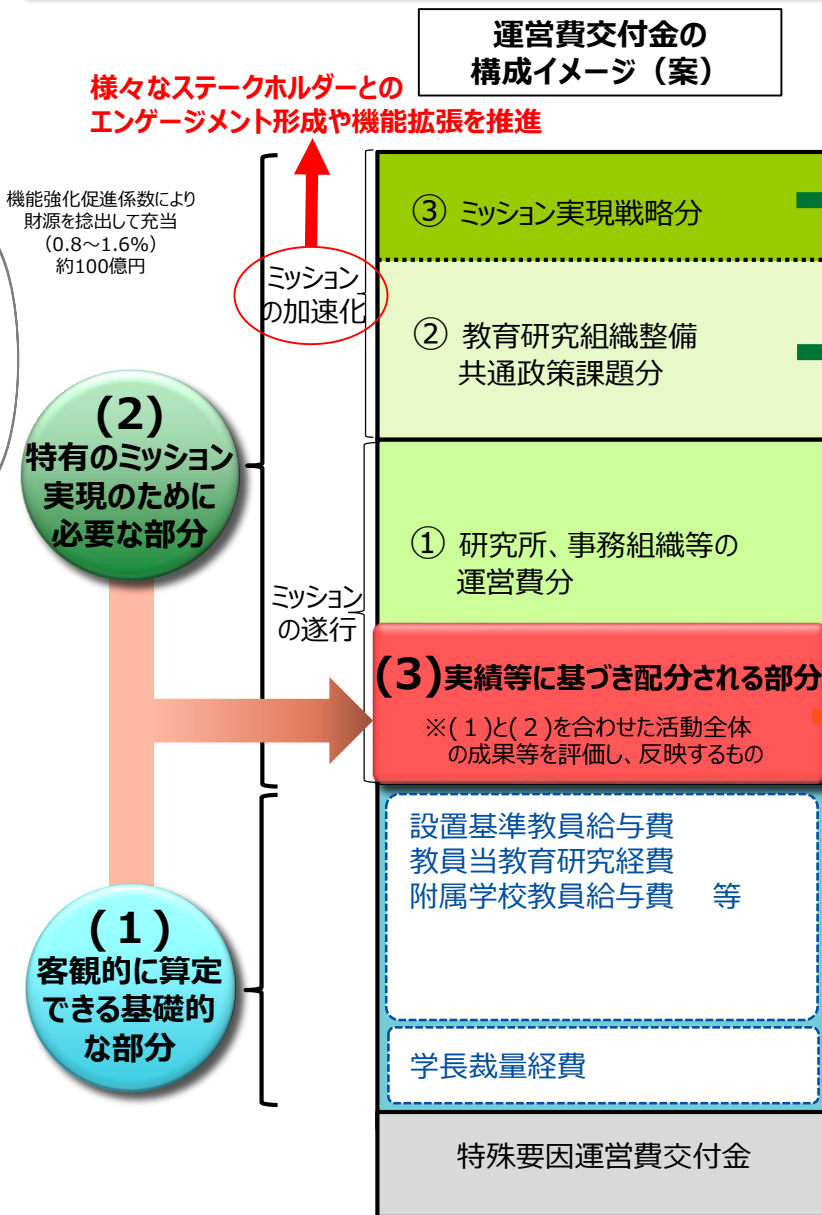 運営費交付金の
構成イメージ（案）
様々なステークホルダーとの
エンゲージメント形成や機能拡張を推進
機能強化促進係数により
財源を捻出して充当
（0.8～1.6%）
約100億円
③ ミッション実現戦略分
ミッション
の加速化
② 教育研究組織整備
共通政策課題分
(2)
特有のミッション
実現のために
必要な部分
① 研究所、事務組織等の
運営費分
ミッション
の遂行
(3)実績等に基づき配分される部分
※(１)と(２)を合わせた活動全体
の成果等を評価し、反映するもの
設置基準教員給与費
教員当教育研究経費
附属学校教員給与費　等
(１)
客観的に算定
できる基礎的
な部分
学長裁量経費
特殊要因運営費交付金